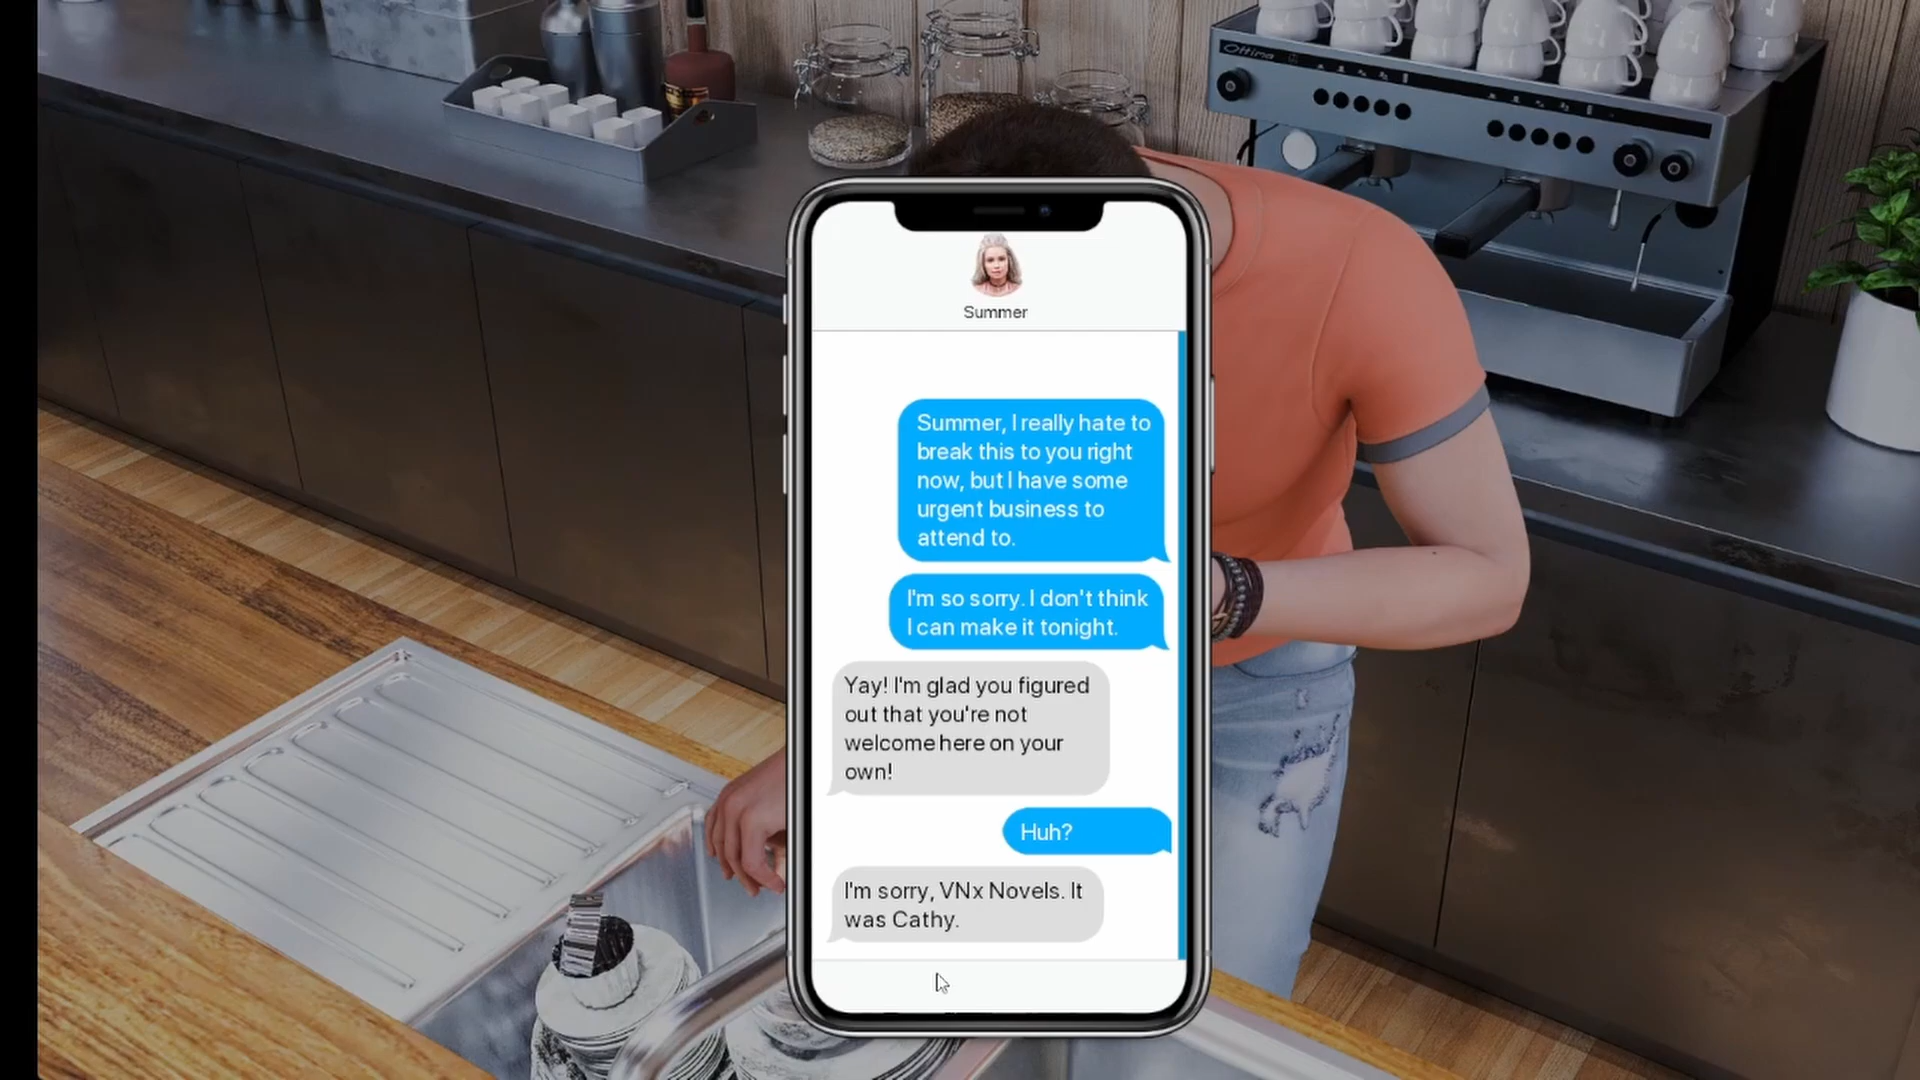 Ottima
Summer
Summer, I really hate to
break this to you right
now, but I have some
urgent business to
attend to.
I'm so sorry. I don't think
I can make it tonight.
Yay! I'm glad you figured
out that you're not
welcome here on your
own!
Huh?
I'm sorry, VNx Novels. It
was Cathy.